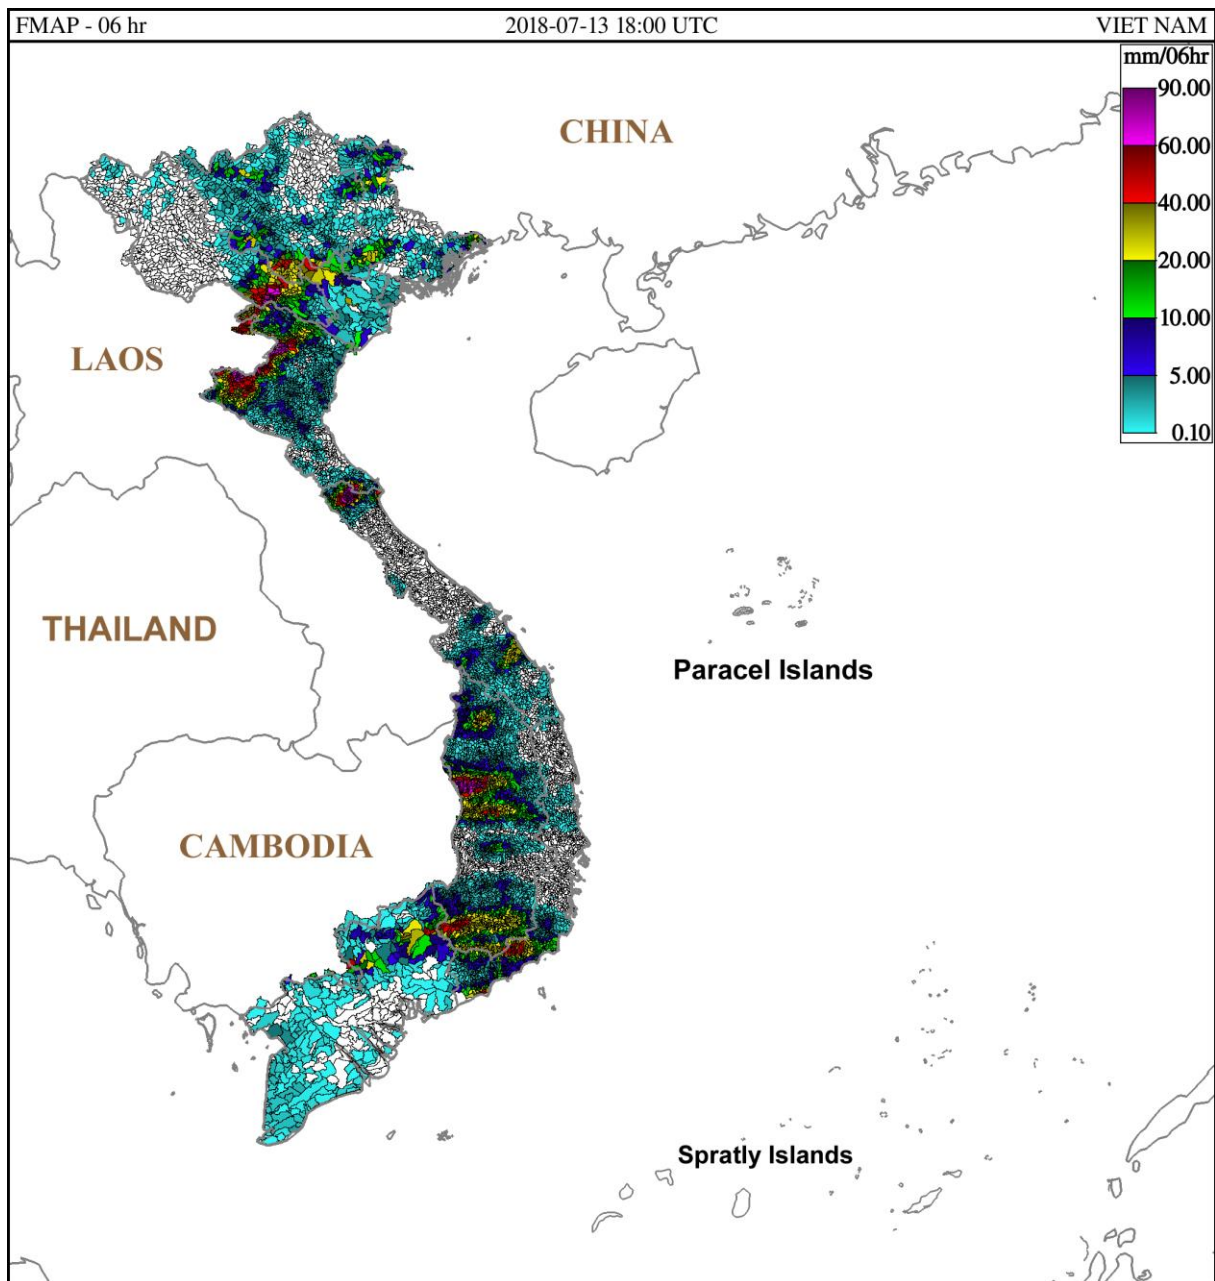 FMAP - 06 hr 2018-07-13 18:00 UTC VIET NAM
mm/06hr
90.00
60.00
40.00
20.00
10.00
5.00
0.10
CHINA
LAOS
THAILAND
Paracel Islands
CAMBODIA
Spratly Islands